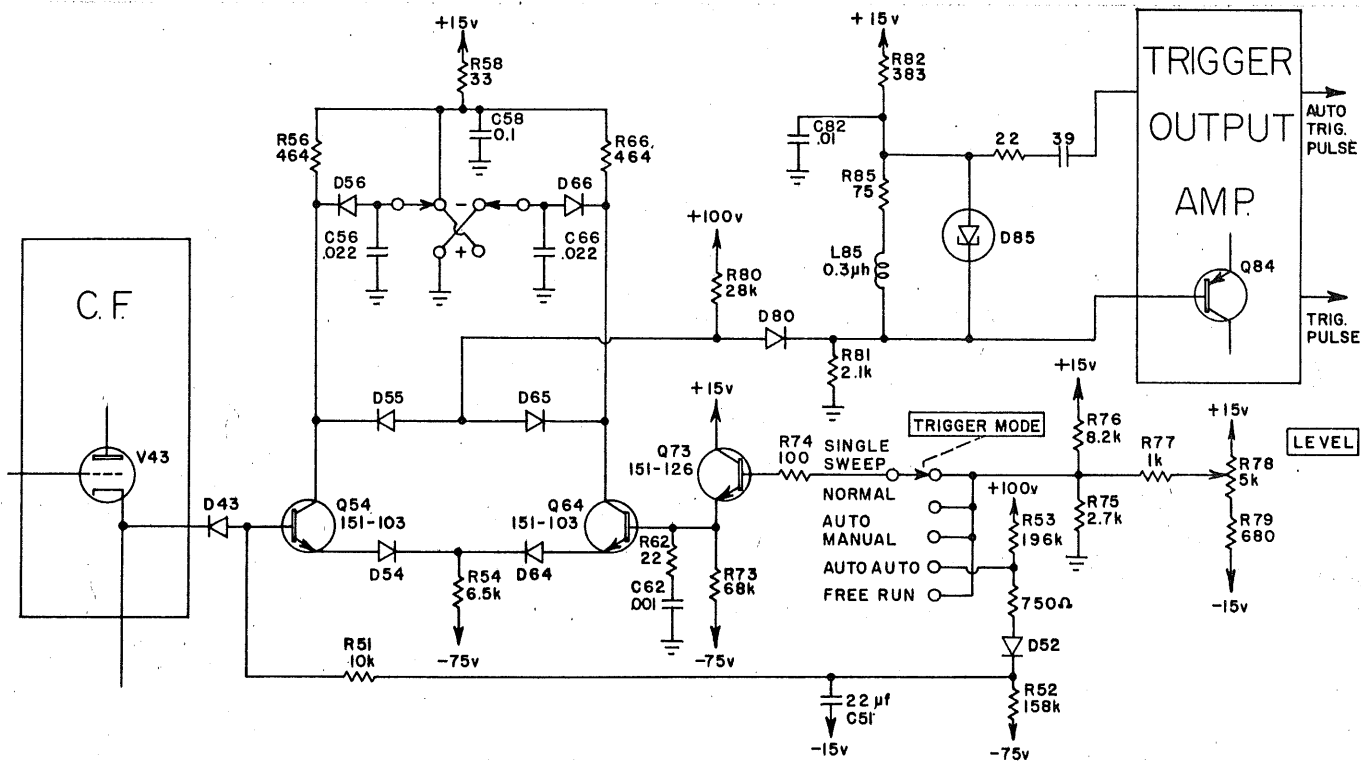 +15v
R58
33
C58
0.1
R56
464
R66
464
D56
D66
−
+
C56
.022
C66
.022
+15v
R82
383
C82
.01
22
39
R85
75
L85
0.3µh
D85
TRIGGER
OUTPUT
AMP.
Q84
AUTO
TRIG.
PULSE
TRIG.
PULSE
+100v
R80
28k
D80
R81
2.1k
C.F.
V43
D43
D55
D65
Q54
151-103
Q64
151-103
D54
D64
R54
6.5k
-75v
R62
22
C62
.001
+15v
Q73
151-126
R73
68k
-75v
R74
100
TRIGGER MODE
SINGLE
SWEEP
NORMAL
AUTO
MANUAL
AUTO AUTO
FREE RUN
+15v
R76
8.2k
R75
2.7k
R77
1k
+15v
R78
5k
R79
680
-15v
LEVEL
+100v
R53
196k
750Ω
D52
R52
158k
-75v
R51
10k
22 µf
C51
-15v